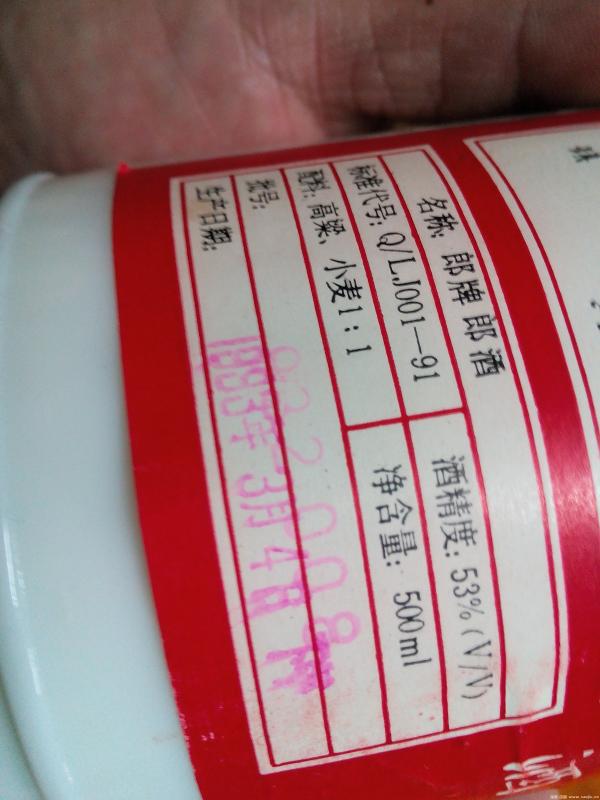 名称: 郎牌郎酒
酒精度: 53%(V/V)
标准代号: Q/LJ001—91
净含量: 500ml
配料: 高粱、小麦1:1
批号:
生产日期: 1993年3月4日